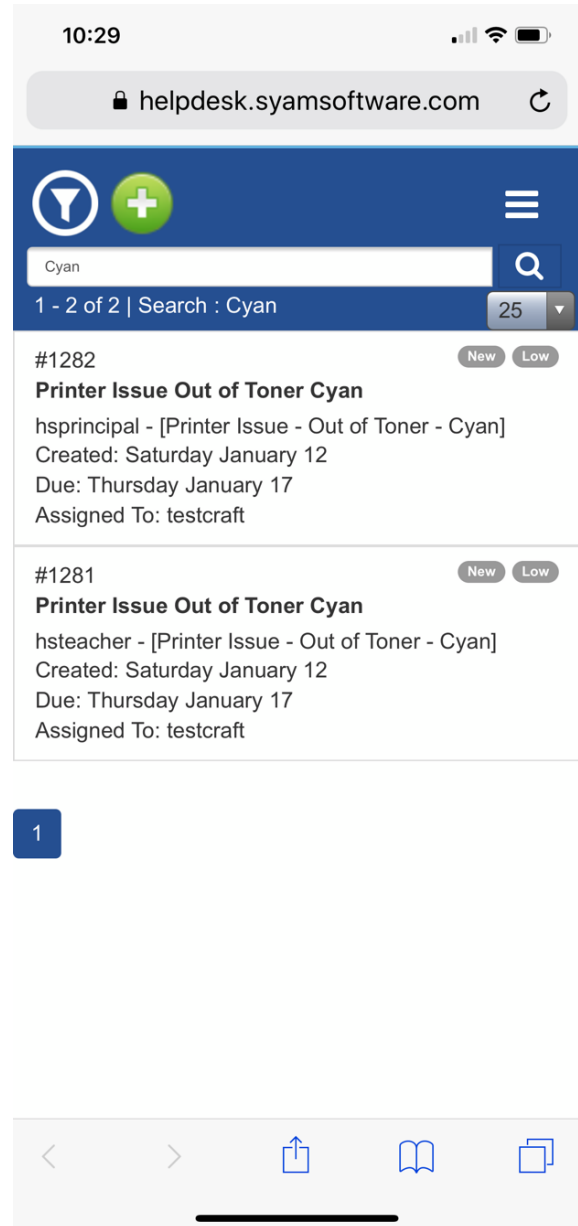 10:29
helpdesk.syamsoftware.com
Cyan
1 - 2 of 2 | Search : Cyan
25
#1282
New
Low
Printer Issue Out of Toner Cyan
hsprincipal - [Printer Issue - Out of Toner - Cyan]
Created: Saturday January 12
Due: Thursday January 17
Assigned To: testcraft
#1281
New
Low
Printer Issue Out of Toner Cyan
hsteacher - [Printer Issue - Out of Toner - Cyan]
Created: Saturday January 12
Due: Thursday January 17
Assigned To: testcraft
1